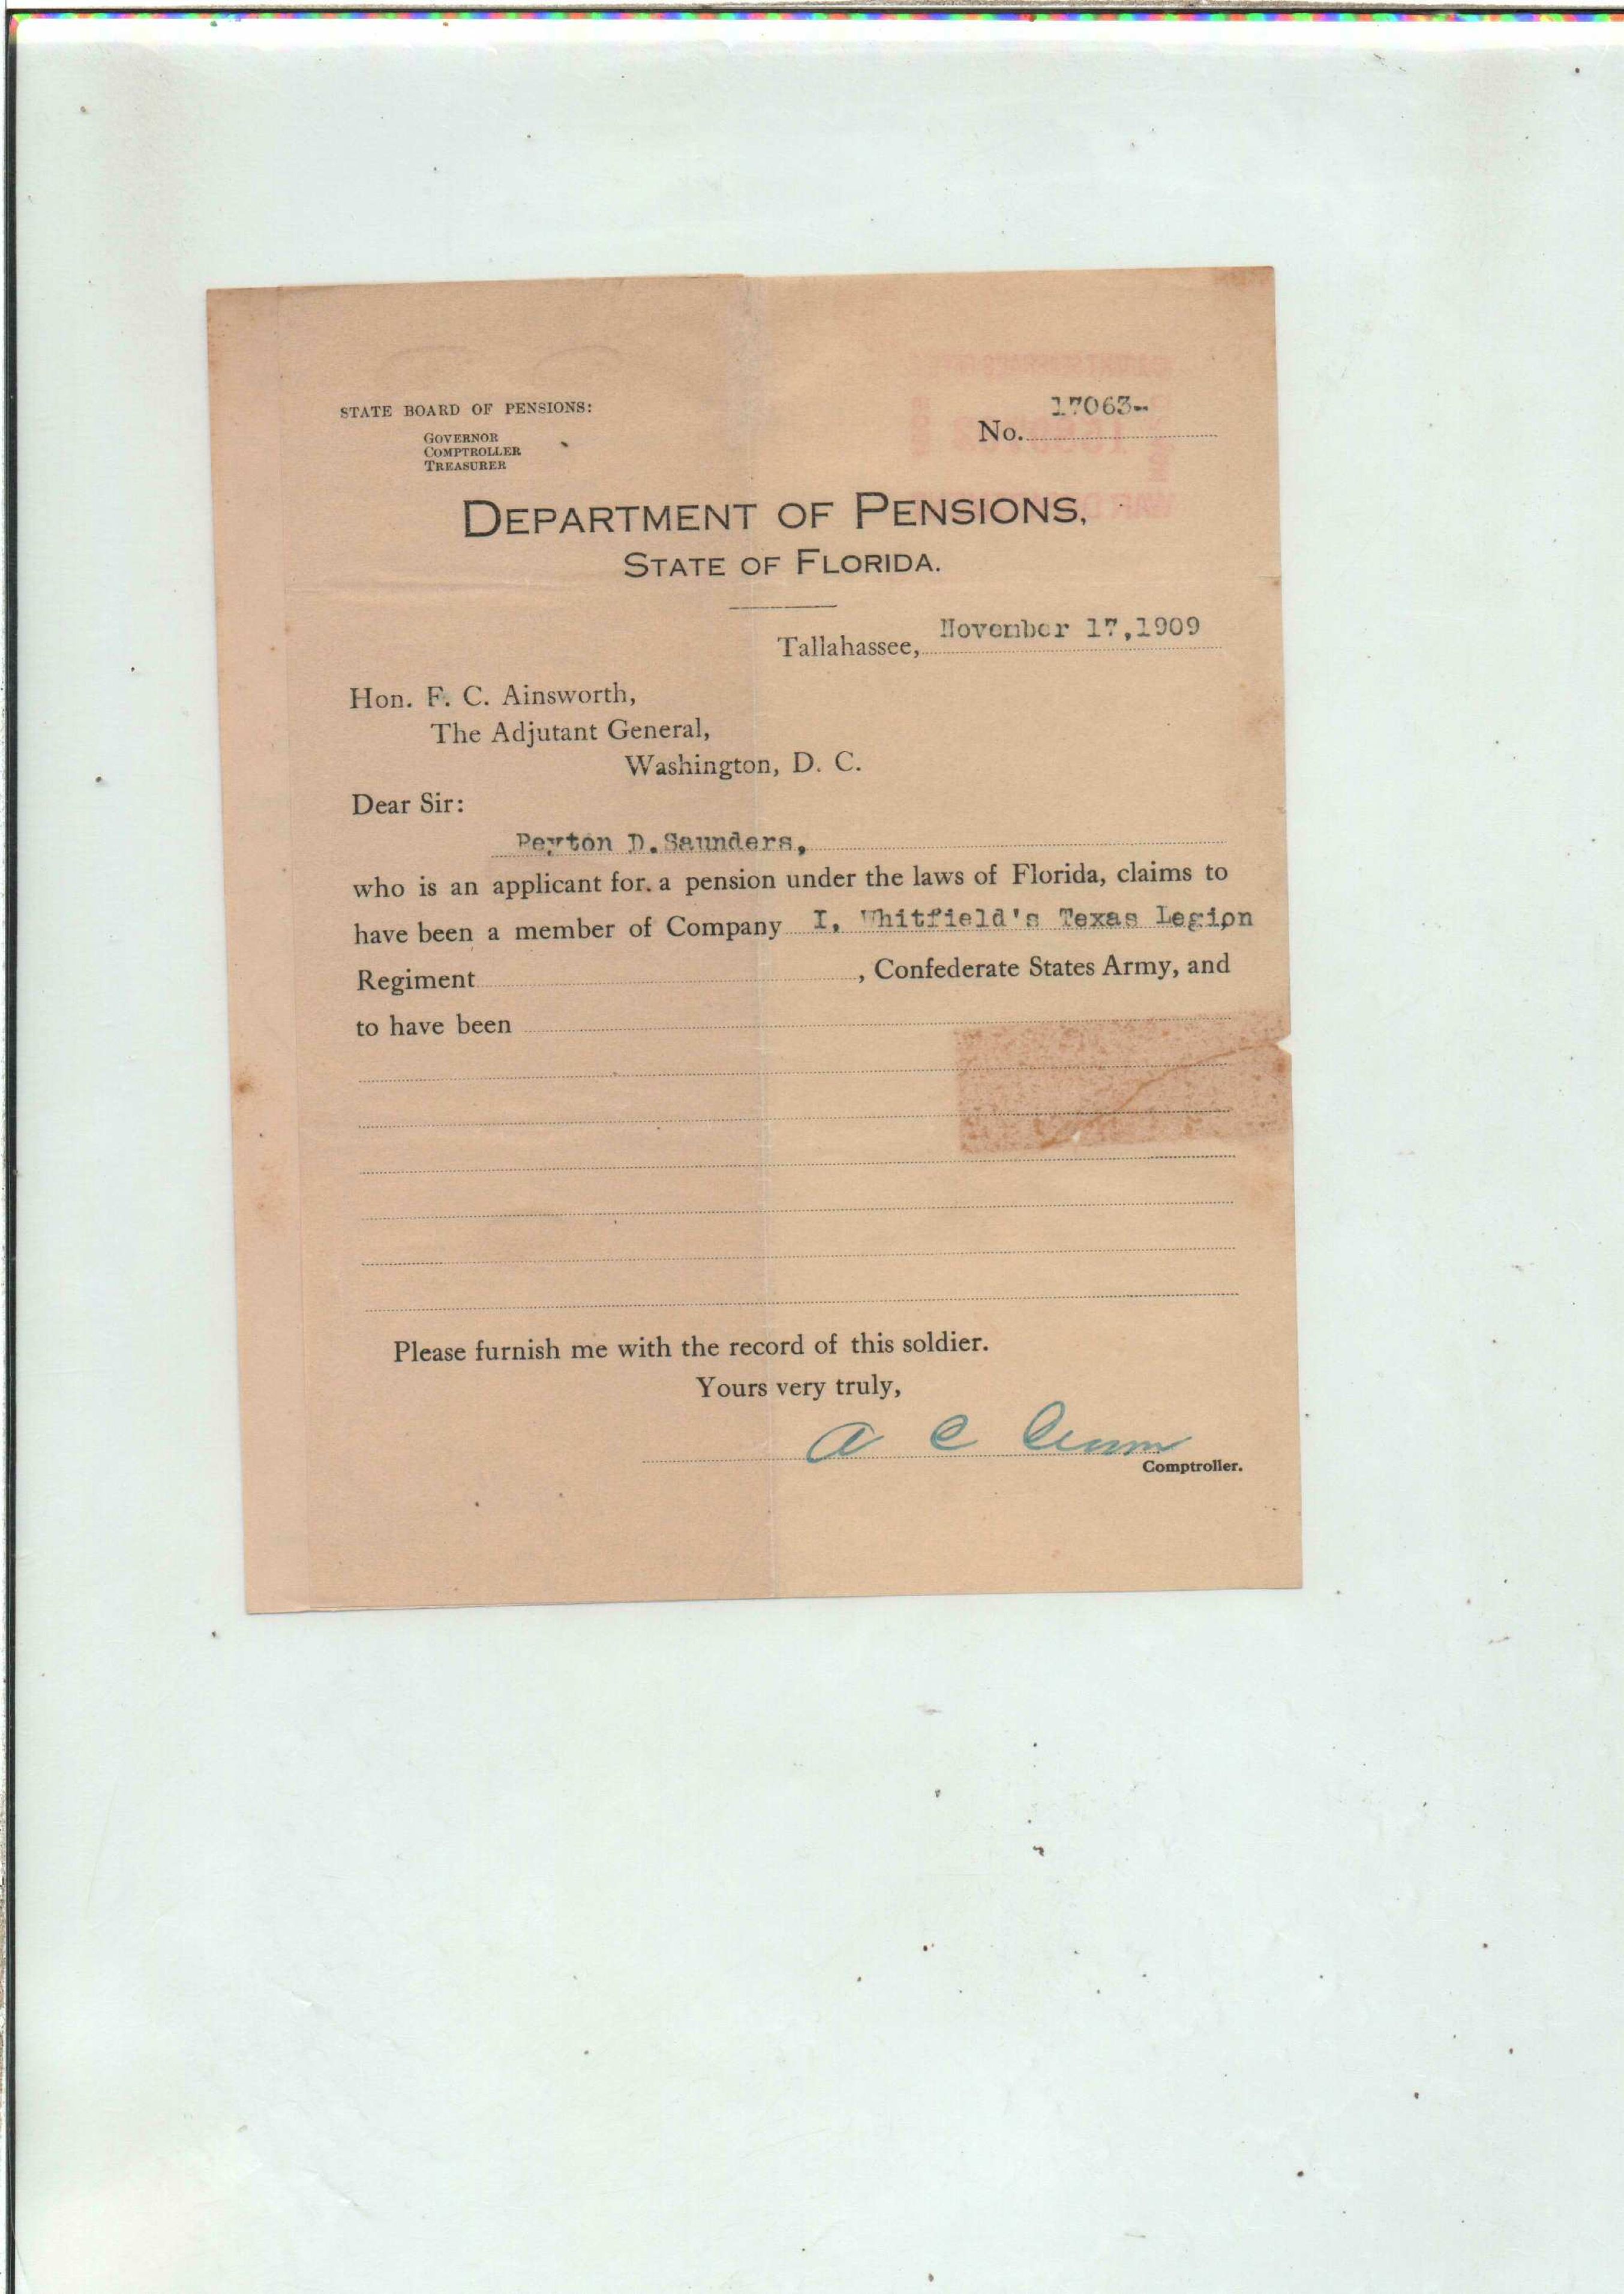 STATE BOARD OF PENSIONS:
GOVERNOR
COMPTROLLER
TREASURER
17063-
No.
DEPARTMENT OF PENSIONS,
STATE OF FLORIDA.
Tallahassee, November 17,1909
Hon. F. C. Ainsworth,
The Adjutant General,
Washington, D. C.
Dear Sir:
Peyton D. Saunders,
who is an applicant for a pension under the laws of Florida, claims to
have been a member of Company I, Whitfield's Texas Legion
Regiment , Confederate States Army, and
to have been
Please furnish me with the record of this soldier.
Yours very truly,
A C Croom
Comptroller.